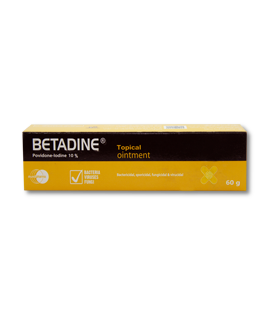 BETADINE®
Povidone-Iodine 10 %
Topical
ointment
BACTERIA
VIRUSES
FUNGI
60 g